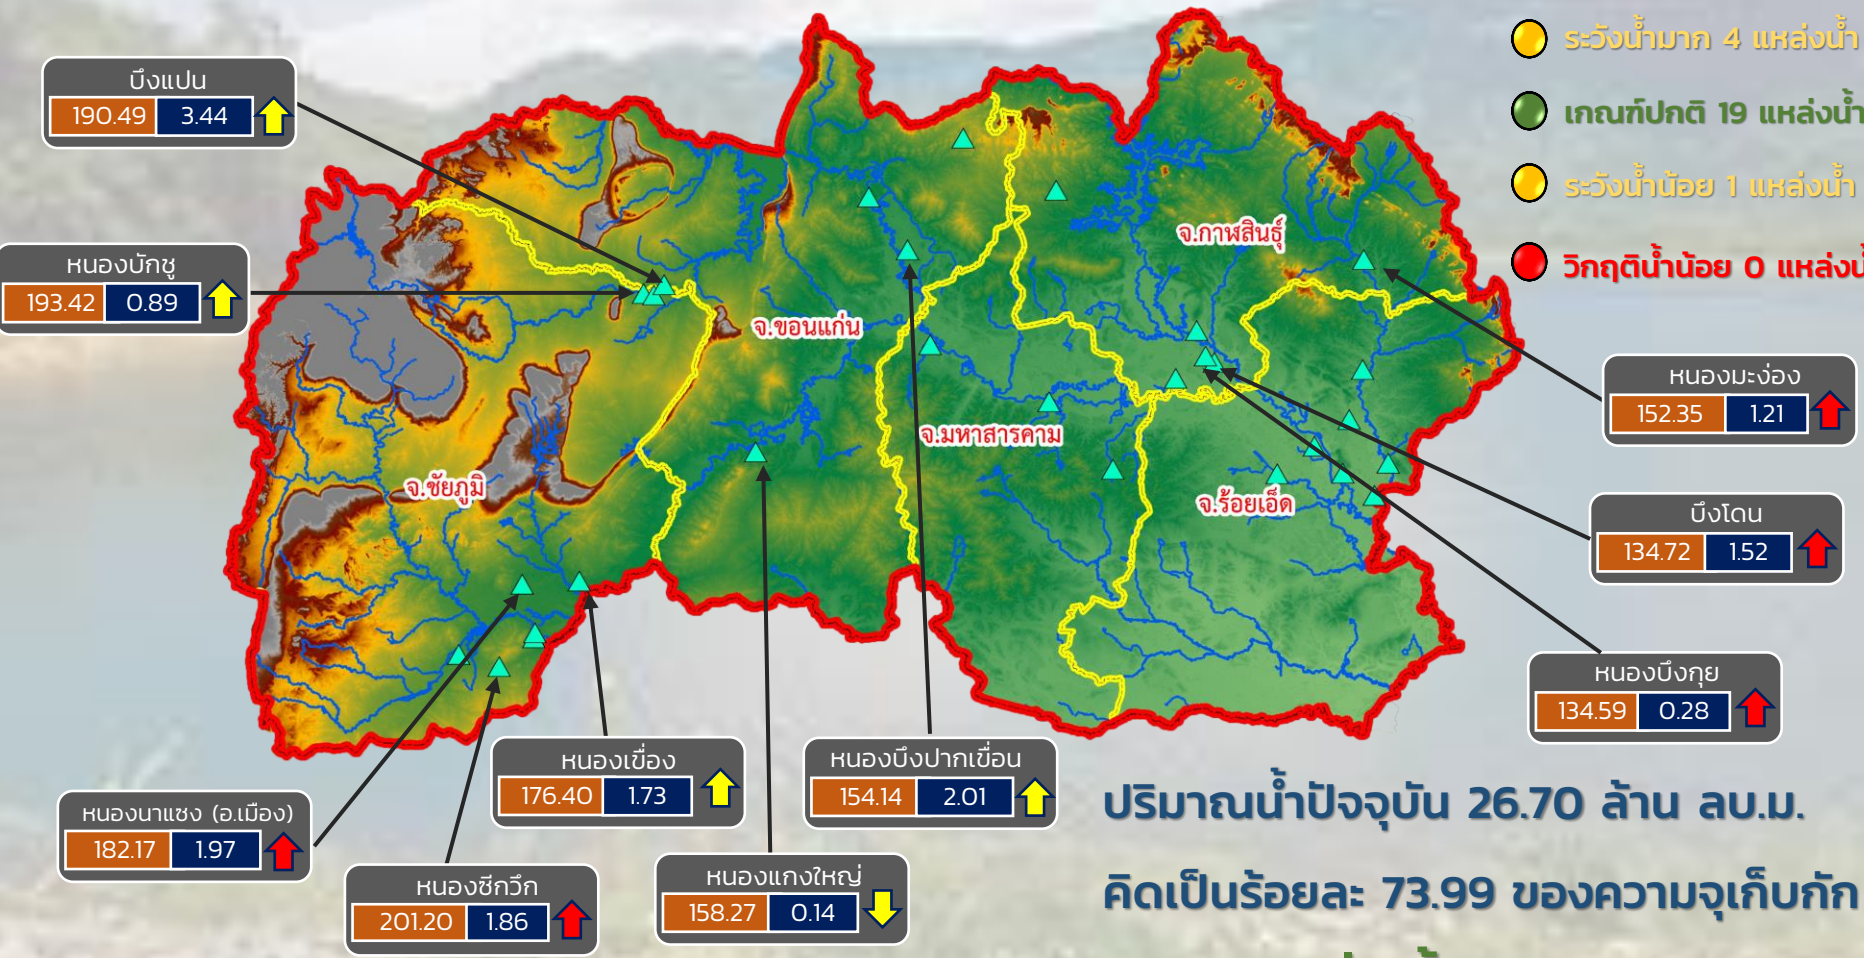 ระวังน้ำมาก 4 แหล่งน้ำ
เกณฑ์ปกติ 19 แหล่งน้ำ
ระวังน้ำน้อย 1 แหล่งน้ำ
วิกฤติน้ำน้อย 0 แหล่งน้ำ
บึงแปน
190.49 3.44
หนองบักซู
193.42 0.89
จ.กาฬสินธุ์
จ.ขอนแก่น
จ.มหาสารคาม
จ.ชัยภูมิ
จ.ร้อยเอ็ด
หนองมะง่อง
152.35 1.21
บึงโดน
134.72 1.52
หนองบึงกุย
134.59 0.28
หนองเขื่อง
176.40 1.73
หนองบึงปากเขื่อน
154.14 2.01
หนองนาแซง (อ.เมือง)
182.17 1.97
หนองซีกวึก
201.20 1.86
หนองแกงใหญ่
158.27 0.14
ปริมาณน้ำปัจจุบัน 26.70 ล้าน ลบ.ม.
คิดเป็นร้อยละ 73.99 ของความจุเก็บกัก